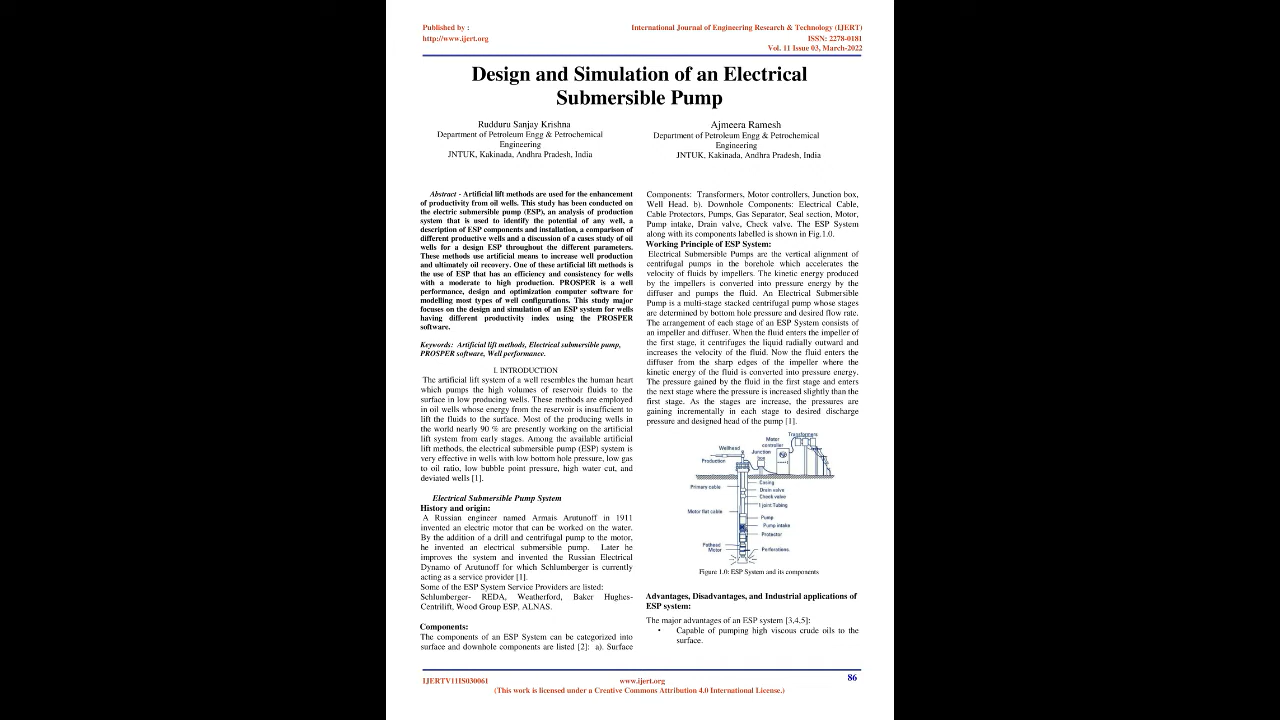 Published by :
http://www.ijert.org
International Journal of Engineering Research & Technology (IJERT)
ISSN: 2278-0181
Vol. 11 Issue 03, March-2022
Design and Simulation of an Electrical
Submersible Pump
Rudduru Sanjay Krishna
Department of Petroleum Engg & Petrochemical
Engineering
JNTUK, Kakinada, Andhra Pradesh, India
Ajmeera Ramesh
Department of Petroleum Engg & Petrochemical
Engineering
JNTUK, Kakinada, Andhra Pradesh, India
Abstract - Artificial lift methods are used for the enhancement
of productivity from oil wells. This study has been conducted on
the electric submersible pump (ESP), an analysis of production
system that is used to identify the potential of any well, a
description of ESP components and installation, a comparison of
different productive wells and a discussion of a cases study of oil
wells for a design ESP throughout the different parameters.
These methods use artificial means to increase well production
and ultimately oil recovery. One of these artificial lift methods is
the use of ESP that has an efficiency and consistency for wells
with a moderate to high production. PROSPER is a well
performance, design and optimization computer software for
modelling most types of well configurations. This study major
focuses on the design and simulation of an ESP system for wells
having different productivity index using the PROSPER
software.
Keywords: Artificial lift methods, Electrical submersible pump,
PROSPER software, Well performance.
I. INTRODUCTION
The artificial lift system of a well resembles the human heart
which pumps the high volumes of reservoir fluids to the
surface in low producing wells. These methods are employed
in oil wells whose energy from the reservoir is insufficient to
lift the fluids to the surface. Most of the producing wells in
the world nearly 90 % are presently working on the artificial
lift system from early stages. Among the available artificial
lift methods, the electrical submersible pump (ESP) system is
very effective in wells with low bottom hole pressure, low gas
to oil ratio, low bubble point pressure, high water cut, and
deviated wells [1].
Electrical Submersible Pump System
History and origin:
A Russian engineer named Armais Arutunoff in 1911
invented an electric motor that can be worked on the water.
By the addition of a drill and centrifugal pump to the motor,
he invented an electrical submersible pump. Later he
improves the system and invented the Russian Electrical
Dynamo of Arutunoff for which Schlumberger is currently
acting as a service provider [1].
Some of the ESP System Service Providers are listed:
Schlumberger- REDA, Weatherford, Baker Hughes-
Centrilift, Wood Group ESP, ALNAS.
Components:
The components of an ESP System can be categorized into
surface and downhole components are listed [2]: a). Surface
Components: Transformers, Motor controllers, Junction box,
Well Head. b). Downhole Components: Electrical Cable,
Cable Protectors, Pumps, Gas Separator, Seal section, Motor,
Pump intake, Drain valve, Check valve. The ESP System
along with its components labelled is shown in Fig.1.0.
Working Principle of ESP System:
Electrical Submersible Pumps are the vertical alignment of
centrifugal pumps in the borehole which accelerates the
velocity of fluids by impellers. The kinetic energy produced
by the impellers is converted into pressure energy by the
diffuser and pumps the fluid. An Electrical Submersible
Pump is a multi-stage stacked centrifugal pump whose stages
are determined by bottom hole pressure and desired flow rate.
The arrangement of each stage of an ESP System consists of
an impeller and diffuser. When the fluid enters the impeller of
the first stage, it centrifuges the liquid radially outward and
increases the velocity of the fluid. Now the fluid enters the
diffuser from the sharp edges of the impeller where the
kinetic energy of the fluid is converted into pressure energy.
The pressure gained by the fluid in the first stage and enters
the next stage where the pressure is increased slightly than the
first stage. As the stages are increase, the pressures are
gaining incrementally in each stage to desired discharge
pressure and designed head of the pump [1].
Transformers
Motor
controller
Wellhead
Junction
Production
Casing
Primary cable
Drain valve
Check valve
1 joint Tubing
Motor flat cable
Pump
Pump intake
Protector
Pothead
Motor
Perforations.
Figure 1.0: ESP System and its components
Advantages, Disadvantages, and Industrial applications of
ESP system:
The major advantages of an ESP system [3,4,5]:
• Capable of pumping high viscous crude oils to the
surface.
IJERTV11IS030061
www.ijert.org
86
(This work is licensed under a Creative Commons Attribution 4.0 International License.)